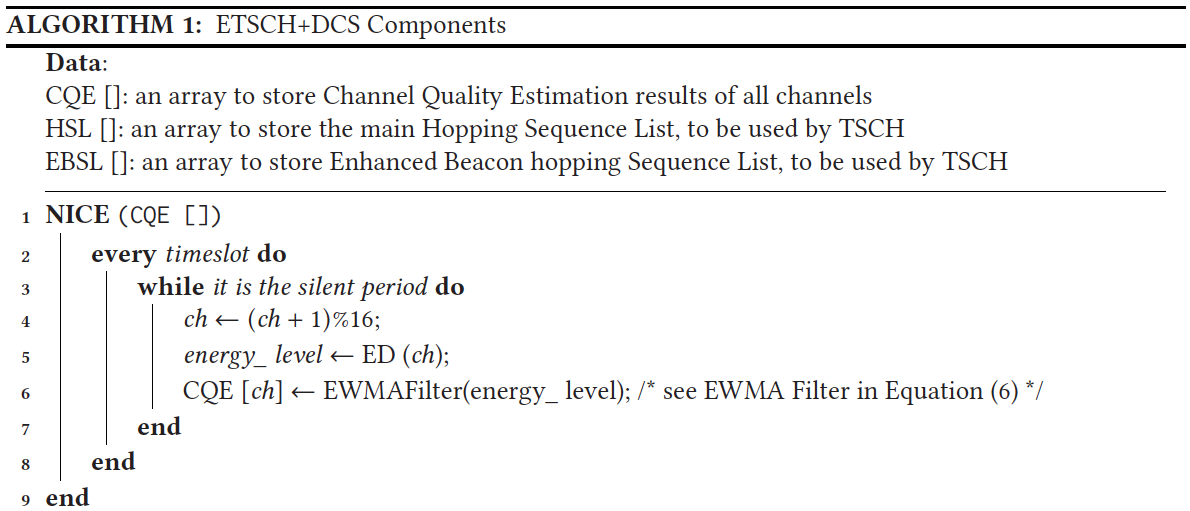 ALGORITHM 1: ETSCH+DCS Components
Data:
CQE []: an array to store Channel Quality Estimation results of all channels
HSL []: an array to store the main Hopping Sequence List, to be used by TSCH
EBSL []: an array to store Enhanced Beacon hopping Sequence List, to be used by TSCH
1 NICE (CQE [])
2 every timeslot do
3 while it is the silent period do
4 ch ← (ch + 1)%16;
5 energy_ level ← ED (ch);
6 CQE [ch] ← EWMAFilter(energy_ level); /* see EWMA Filter in Equation (6) */
7 end
8 end
9 end